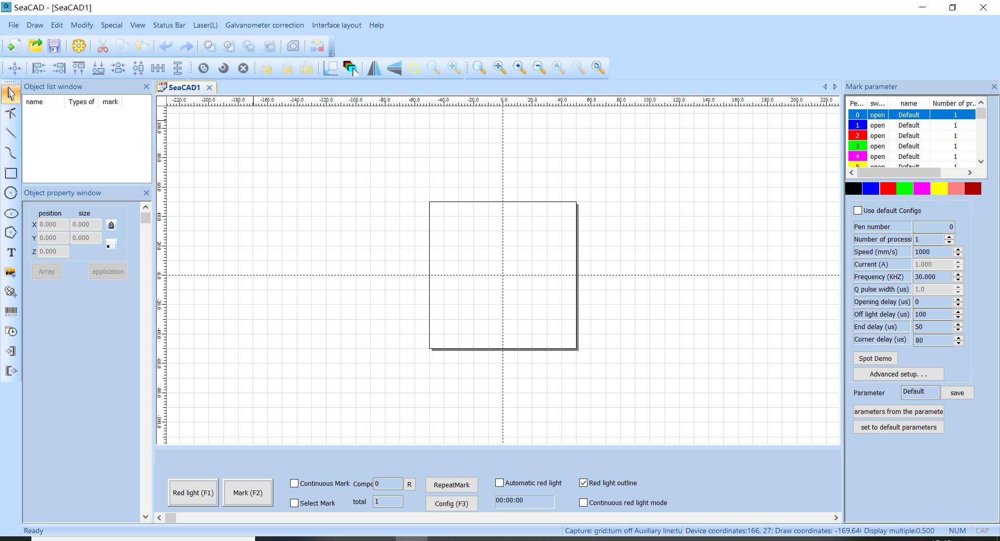 SeaCAD - [SeaCAD1]
File Draw Edit Modify Special View Status Bar Laser(L) Galvanometer correction Interface layout Help
Object list window
name Types of mark
Object property window
position size
X 0.000 0.000
Y 0.000 0.000
Z 0.000
Array application
SeaCAD1
-220.0 -200.0 -180.0 -160.0 -140.0 -120.0 -100.0 -80.0 -60.0 -40.0 -20.0 0.0 20.0 40.0 60.0 80.0 100.0 120.0 140.0 160.0 180.0 200.0 220.0
100.0
80.0
60.0
40.0
20.0
0.0
-20.0
-40.0
-60.0
-80.0
-100.0
Red light (F1)
Mark (F2)
Continuous Mark
Select Mark
Compo 0 R
total 1
RepeatMark
Config (F3)
Automatic red light
00:00:00
Red light outline
Continuous red light mode
Mark parameter
Pe... sw... name Number of pr..
0 open Default 1
1 open Default 1
2 open Default 1
3 open Default 1
4 open Default 1
5 open Default 1
Use default Configs
Pen number 0
Number of processi 1
Speed (mm/s) 1000
Current (A) 1.000
Frequency (KHZ) 30.000
Q pulse width (us) 1.0
Opening delay (us) 0
Off light delay (us) 100
End delay (us) 50
Corner delay (us) 80
Spot Demo
Advanced setup. . .
Parameter Default save
arameters from the paramete
set to default parameters
Ready
Capture: grid:turn off Auxiliary line:tu
Device coordinates:166, 27; Draw coordinates: -169.64
Display multiple:0.500
NUM
CAP